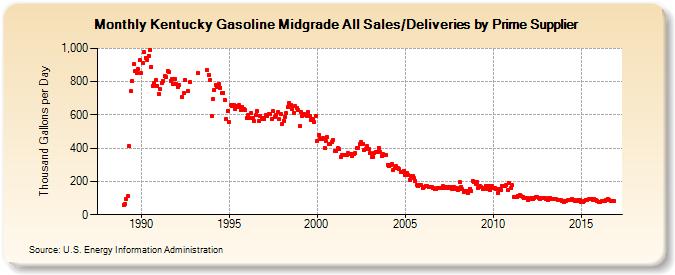 Monthly Kentucky Gasoline Midgrade All Sales/Deliveries by Prime Supplier
Thousand Gallons per Day
1,000
800
600
400
200
0
1990 1995 2000 2005 2010 2015
Source: U.S. Energy Information Administration